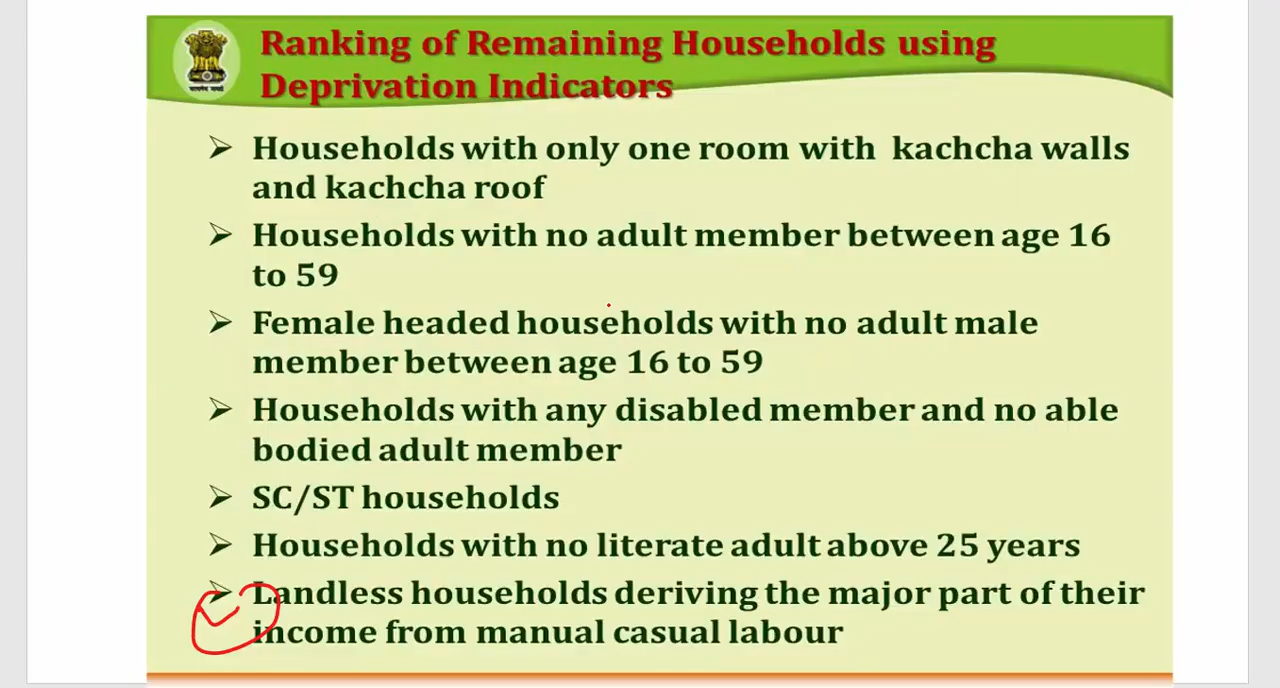 Ranking of Remaining Households using
Deprivation Indicators
Households with only one room with kachcha walls
and kachcha roof
Households with no adult member between age 16
to 59
Female headed households with no adult male
member between age 16 to 59
Households with any disabled member and no able
bodied adult member
SC/ST households
Households with no literate adult above 25 years
Landless households deriving the major part of their
income from manual casual labour